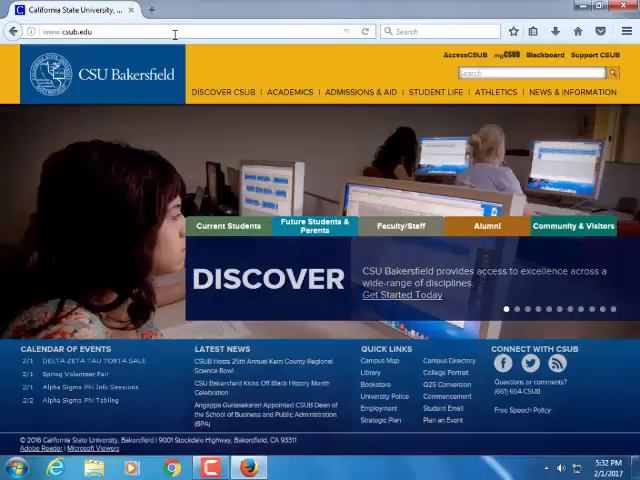 California State University, ...
www.csub.edu
Search
AccessCSUB myCSUB Blackboard Support CSUB
Search
CSU Bakersfield
DISCOVER CSUB | ACADEMICS | ADMISSIONS & AID | STUDENT LIFE | ATHLETICS | NEWS & INFORMATION
Current Students
Future Students & Parents
Faculty/Staff
Alumni
Community & Visitors
DISCOVER
CSU Bakersfield provides access to excellence across a
wide-range of disciplines.
Get Started Today
CALENDAR OF EVENTS
2/1 DELTA ZETA TAU TORTA SALE
2/1 Spring Volunteer Fair
2/1 Alpha Sigma Phi Info Sessions
2/2 Alpha Sigma Phi Tabling
LATEST NEWS
CSUB Hosts 25th Annual Kern County Regional
Science Bowl
CSUB Bakersfield Kicks Off Black History Month
Celebration
Angappa Gunasekaran Appointed CSUB Dean of
the School of Business and Public Administration
(BPA)
QUICK LINKS
Campus Map
Library
Bookstore
University Police
Employment
Strategic Plan
Campus Directory
College Portrait
Q2S Conversion
Commencement
Student Email
Plan an Event
CONNECT WITH CSUB
Questions or comments?
(661) 654-CSUB
Free Speech Policy
© 2016 California State University, Bakersfield | 9001 Stockdale Highway, Bakersfield, CA 93311
Adobe Reader | Microsoft Viewers
5:32 PM
2/1/2017